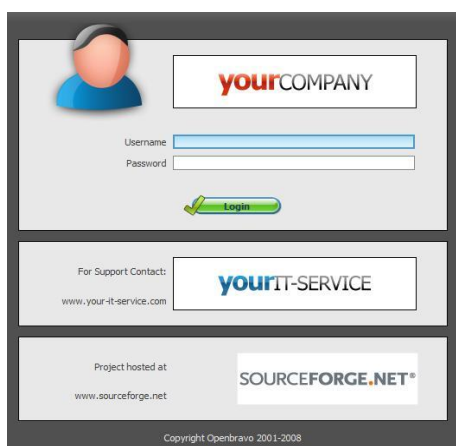 yourCOMPANY
Username
Password
Login
For Support Contact:
www.your-it-service.com
yourIT-SERVICE
Project hosted at
www.sourceforge.net
SOURCEFORGE.NET®
Copyright Openbravo 2001-2008